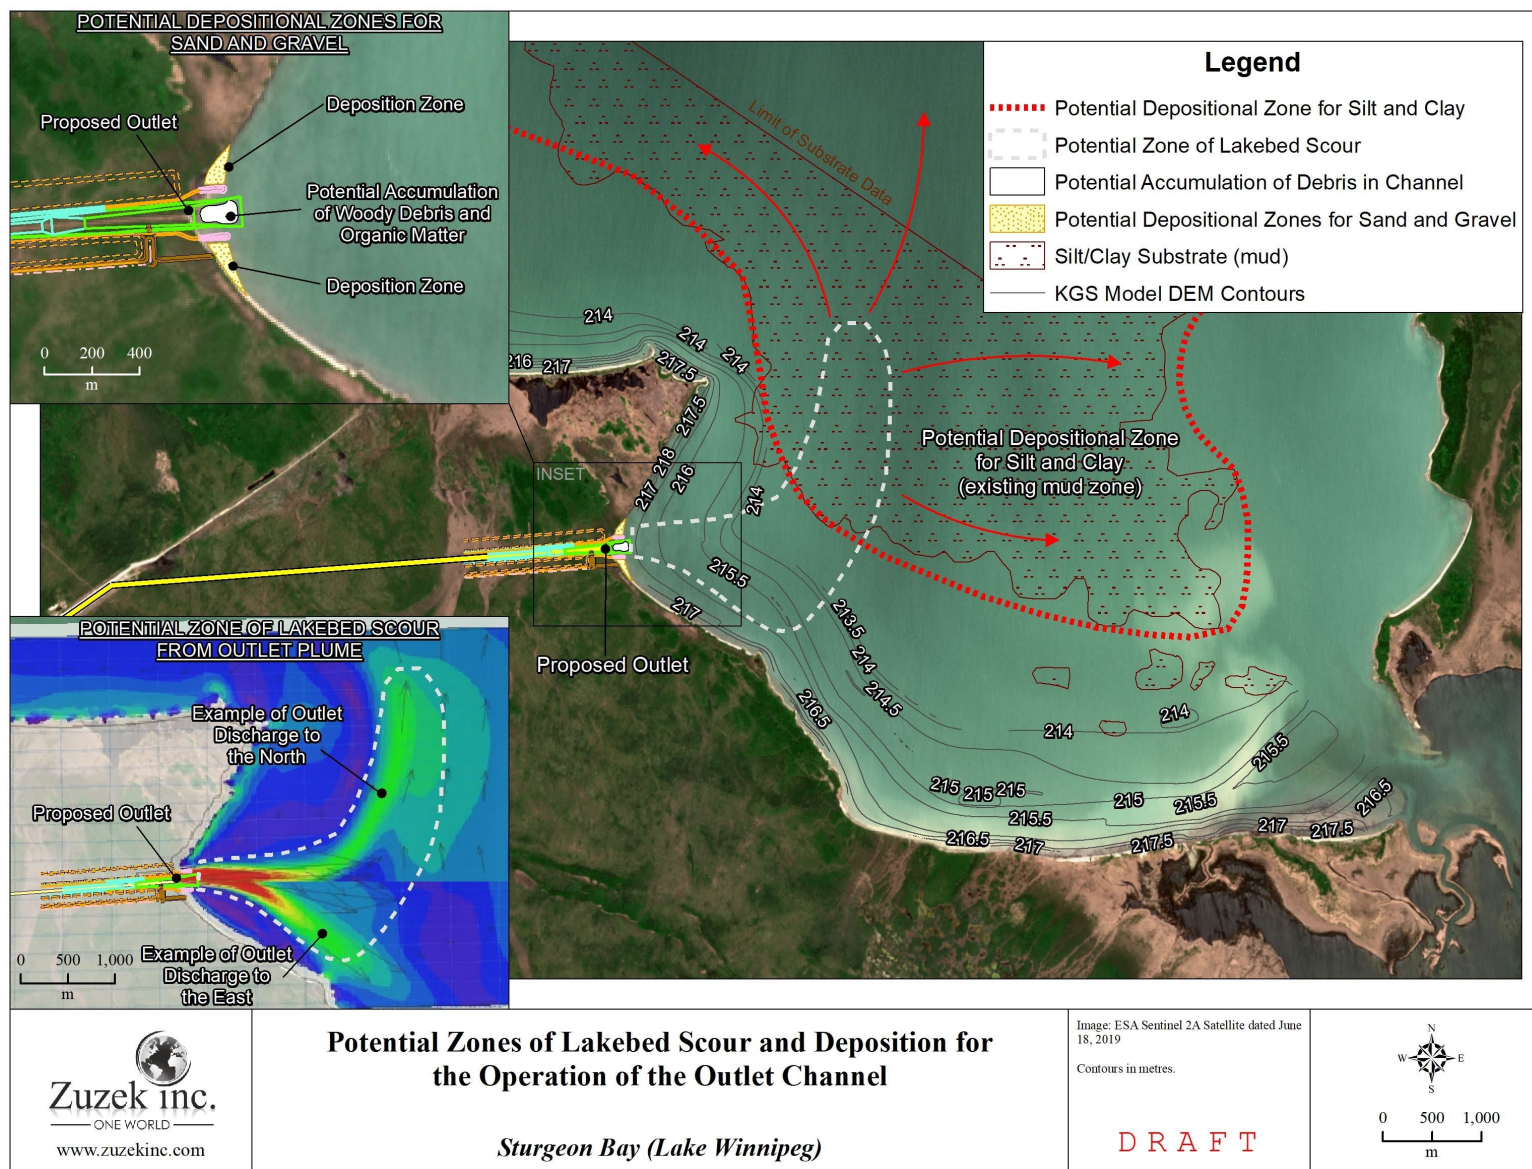 POTENTIAL DEPOSITIONAL ZONES FOR
SAND AND GRAVEL
Deposition Zone
Proposed Outlet
Potential Accumulation
of Woody Debris and
Organic Matter
Deposition Zone
0 200 400
m
Legend
Potential Depositional Zone for Silt and Clay
Potential Zone of Lakebed Scour
Potential Accumulation of Debris in Channel
Potential Depositional Zones for Sand and Gravel
Silt/Clay Substrate (mud)
KGS Model DEM Contours
Limit of Substrate Data
214
214
214
216
217
217.5
217.5
218
216
217
214
INSET
Potential Depositional Zone
for Silt and Clay
(existing mud zone)
215.5
217
213.5
214
214.5
216.5
Proposed Outlet
214
214
215.5
215
215
215
215
215.5
215.5
216.5
216.5
217
217.5
217
217.5
POTENTIAL ZONE OF LAKEBED SCOUR
FROM OUTLET PLUME
Example of Outlet
Discharge to
the North
Proposed Outlet
Example of Outlet
Discharge to
the East
0 500 1,000
m
Zuzek inc.
ONE WORLD
www.zuzekinc.com
Potential Zones of Lakebed Scour and Deposition for
the Operation of the Outlet Channel
Sturgeon Bay (Lake Winnipeg)
Image: ESA Sentinel 2A Satellite dated June
18, 2019
Contours in metres.
DRAFT
N
W E
S
0 500 1,000
m